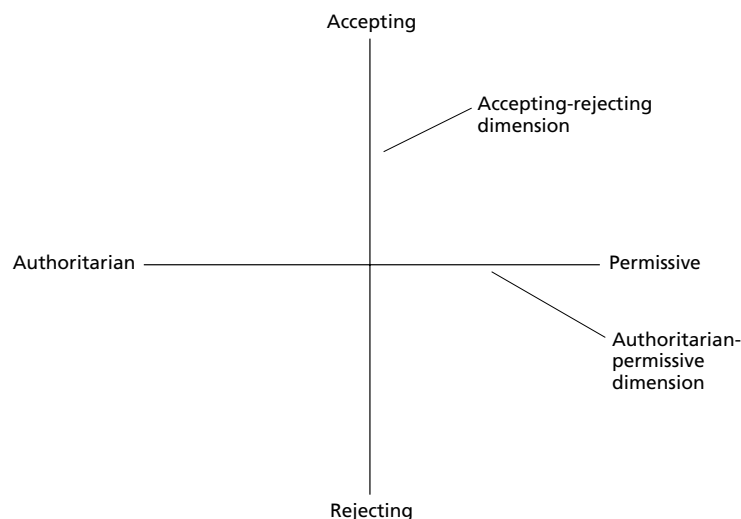 Accepting
Accepting-rejecting
dimension
Authoritarian
Permissive
Authoritarian-
permissive
dimension
Rejecting